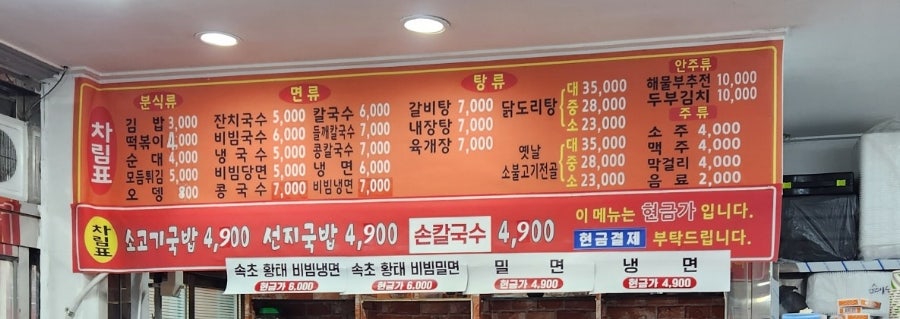 차림표
분식류
김 밥 3,000
떡볶이 4,000
순 대 4,000
모듬튀김 5,000
오 뎅 800
면류
잔치국수 5,000
비빔국수 6,000
냉 국 수 5,000
비빔당면 5,000
콩 국 수 7,000
칼국수 6,000
들깨칼국수 7,000
콩칼국수 7,000
냉 면 6,000
비빔냉면 7,000
탕류
갈비탕 7,000
내장탕 7,000
육개장 7,000
닭도리탕
대 35,000
중 28,000
소 23,000
옛날
소불고기전골
대 35,000
중 28,000
소 23,000
안주류
해물부추전 10,000
두부김치 10,000
주류
소 주 4,000
맥 주 4,000
막걸리 4,000
음 료 2,000
차림표
소고기국밥 4,900 선지국밥 4,900 손칼국수 4,900
이 메뉴는 현금가 입니다.
현금결제 부탁드립니다.
속초 황태 비빔냉면
현금가 6,000
속초 황태 비빔밀면
현금가 6,000
밀 면
현금가 4,900
냉 면
현금가 4,900